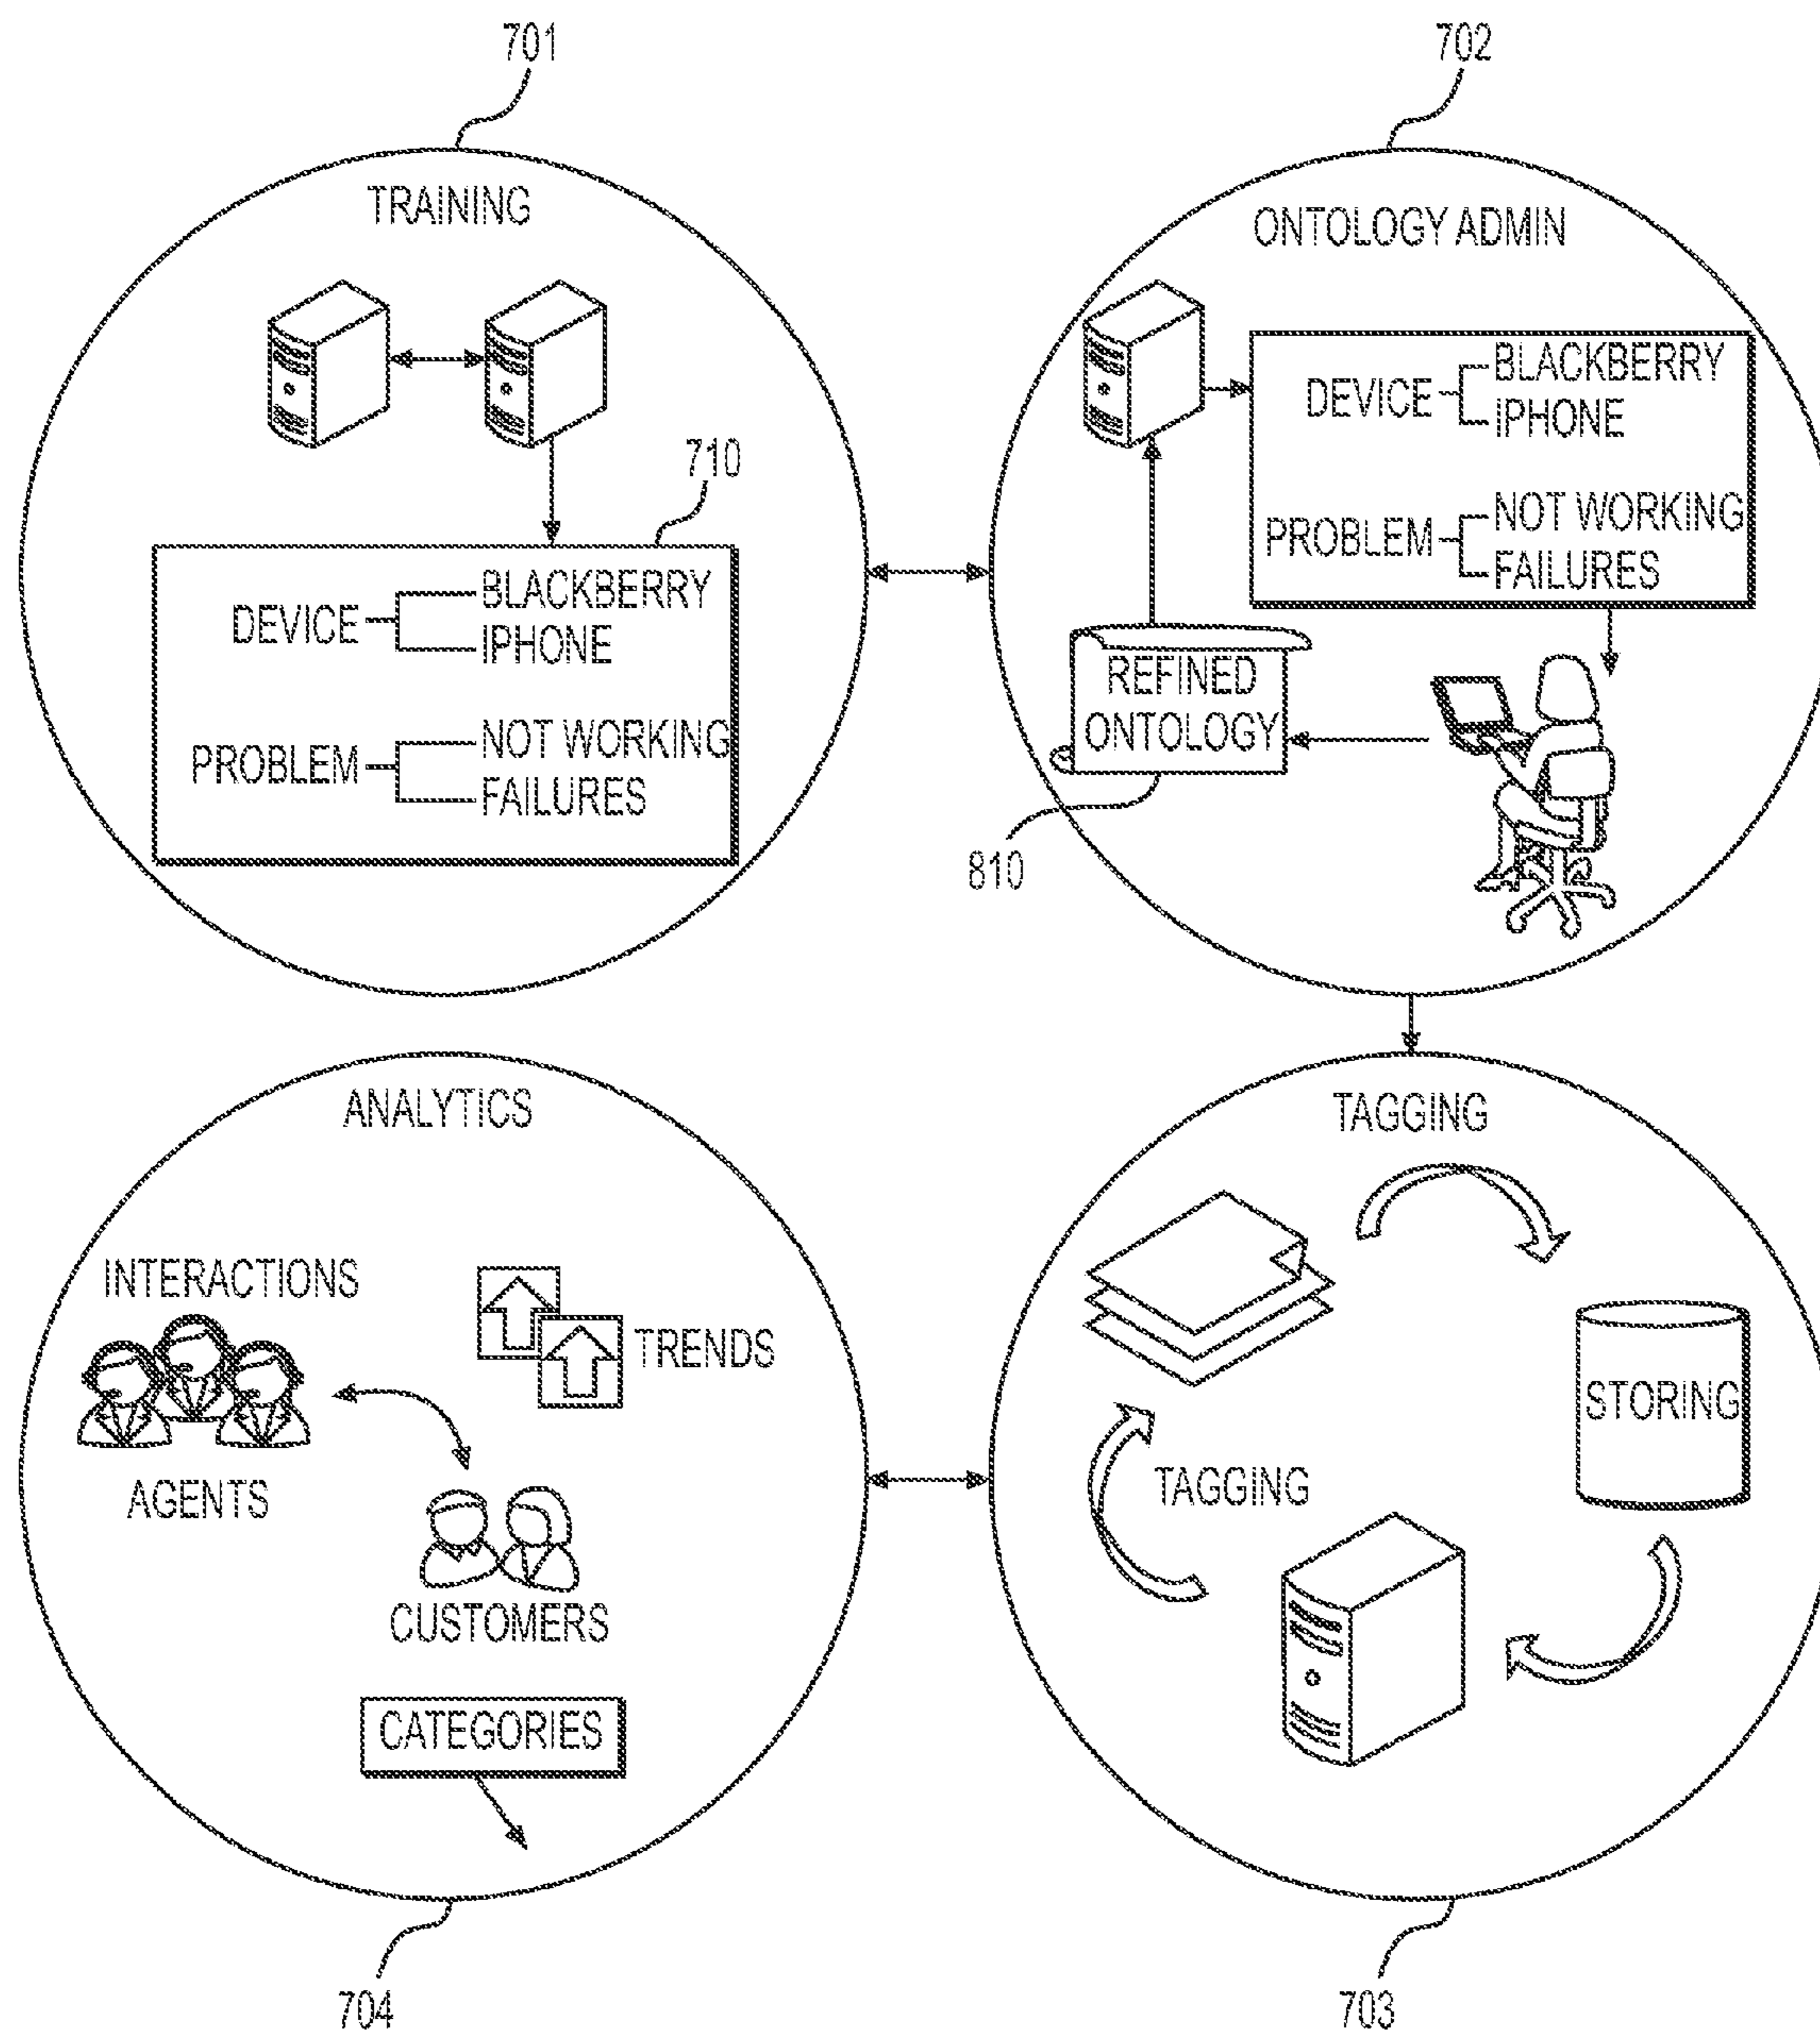 701
702
TRAINING
ONTOLOGY ADMIN
710
DEVICE
BLACKBERRY
IPHONE
PROBLEM
NOT WORKING
FAILURES
DEVICE
BLACKBERRY
IPHONE
PROBLEM
NOT WORKING
FAILURES
REFINED
ONTOLOGY
810
ANALYTICS
INTERACTIONS
TRENDS
AGENTS
CUSTOMERS
CATEGORIES
TAGGING
STORING
TAGGING
704
703